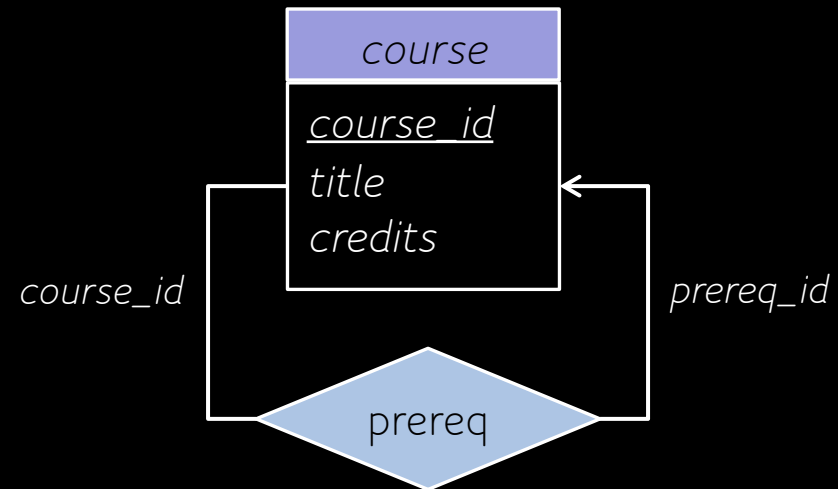 course
course_id
title
credits
course_id
prereq_id
prereq